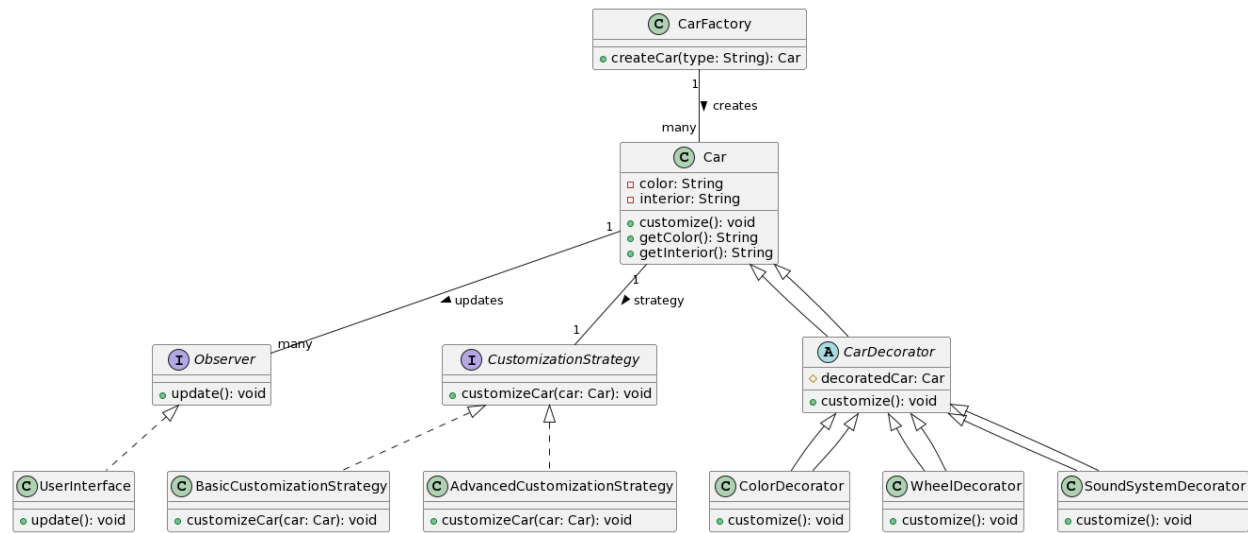 C CarFactory
createCar(type: String): Car
1
creates
many
C Car
color: String
interior: String
customize(): void
getColor(): String
getInterior(): String
1
1
updates
strategy
many
1
I Observer
update(): void
I CustomizationStrategy
customizeCar(car: Car): void
A CarDecorator
decoratedCar: Car
customize(): void
C UserInterface
update(): void
C BasicCustomizationStrategy
customizeCar(car: Car): void
C AdvancedCustomizationStrategy
customizeCar(car: Car): void
C ColorDecorator
customize(): void
C WheelDecorator
customize(): void
C SoundSystemDecorator
customize(): void